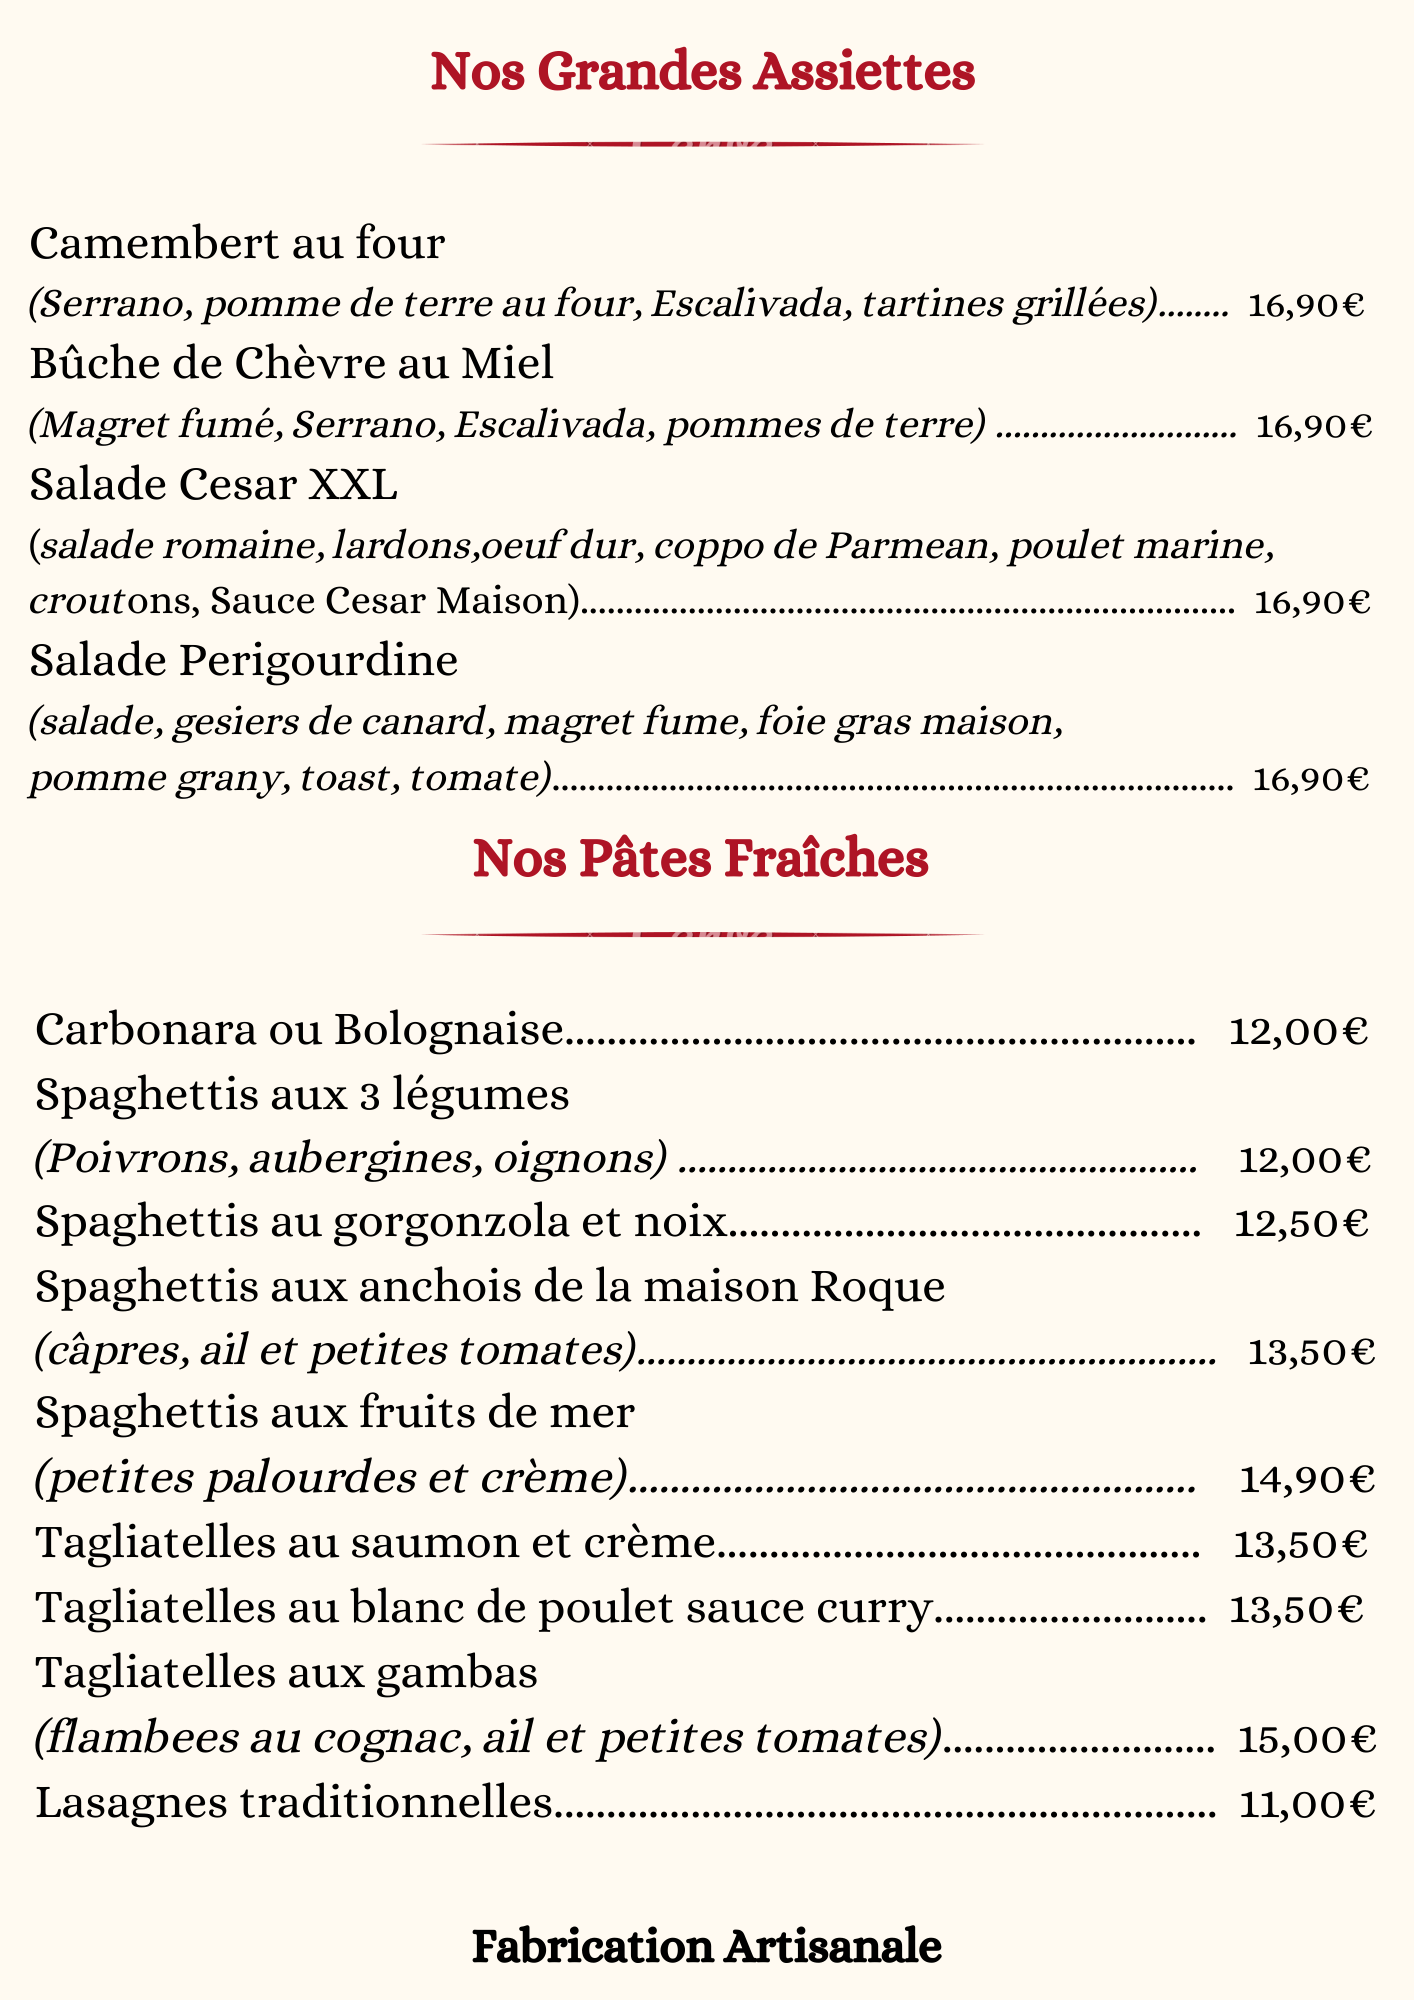 Nos Grandes Assiettes
Camembert au four
(Serrano, pomme de terre au four, Escalivada, tartines grillées)........ 16,90€
Bûche de Chèvre au Miel
(Magret fumé, Serrano, Escalivada, pommes de terre) ........................... 16,90€
Salade Cesar XXL
(salade romaine, lardons,oeuf dur, coppo de Parmean, poulet marine,
croutons, Sauce Cesar Maison)......................................................................... 16,90€
Salade Perigourdine
(salade, gesiers de canard, magret fume, foie gras maison,
pomme grany, toast, tomate)............................................................................ 16,90€
Nos Pâtes Fraîches
Carbonara ou Bolognaise............................................................ 12,00€
Spaghettis aux 3 légumes
(Poivrons, aubergines, oignons) ................................................. 12,00€
Spaghettis au gorgonzola et noix............................................. 12,50€
Spaghettis aux anchois de la maison Roque
(câpres, ail et petites tomates)......................................................... 13,50€
Spaghettis aux fruits de mer
(petites palourdes et crème)...................................................... 14,90€
Tagliatelles au saumon et crème.............................................. 13,50€
Tagliatelles au blanc de poulet sauce curry.......................... 13,50€
Tagliatelles aux gambas
(flambees au cognac, ail et petites tomates).......................... 15,00€
Lasagnes traditionnelles............................................................... 11,00€
Fabrication Artisanale